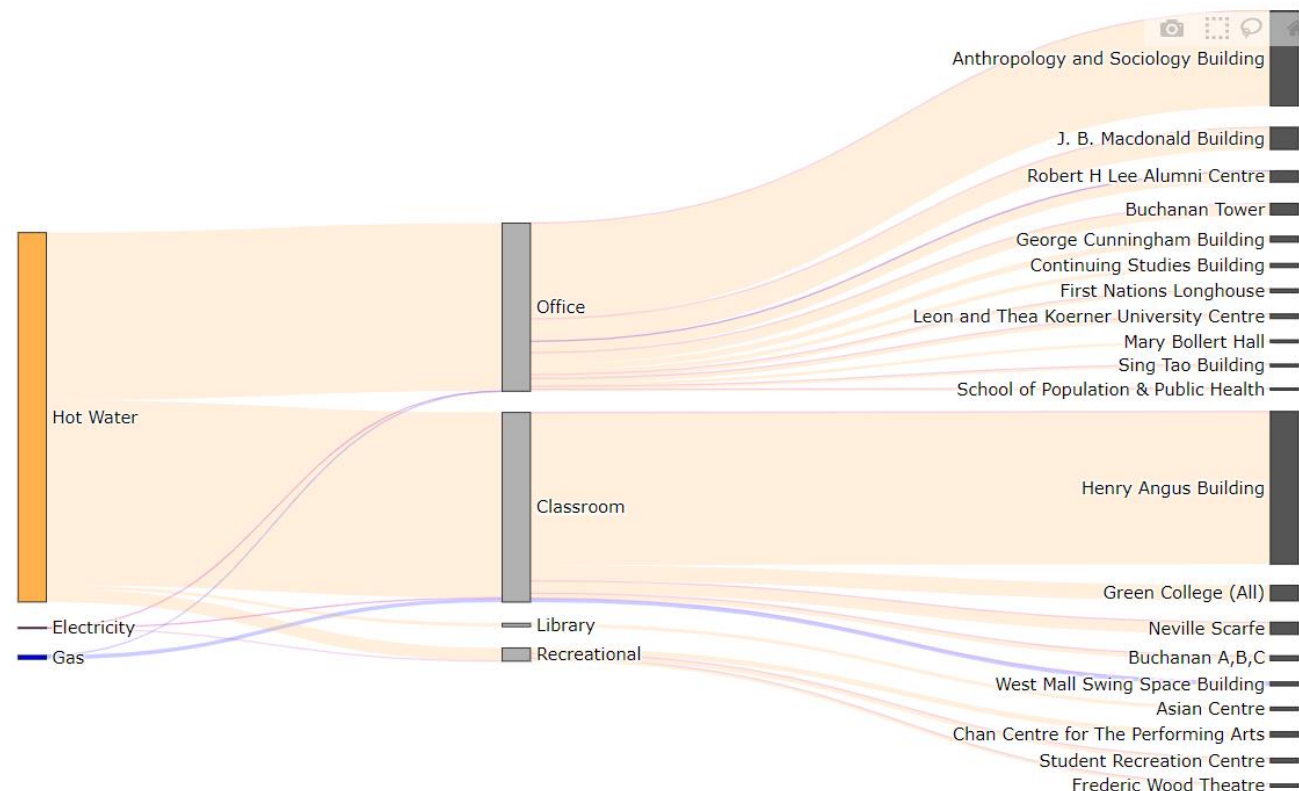 Hot Water
Electricity
Gas
Office
Classroom
Library
Recreational
Anthropology and Sociology Building
J. B. Macdonald Building
Robert H Lee Alumni Centre
Buchanan Tower
George Cunningham Building
Continuing Studies Building
First Nations Longhouse
Leon and Thea Koerner University Centre
Mary Bollert Hall
Sing Tao Building
School of Population & Public Health
Henry Angus Building
Green College (All)
Neville Scarfe
Buchanan A,B,C
West Mall Swing Space Building
Asian Centre
Chan Centre for The Performing Arts
Student Recreation Centre
Frederic Wood Theatre